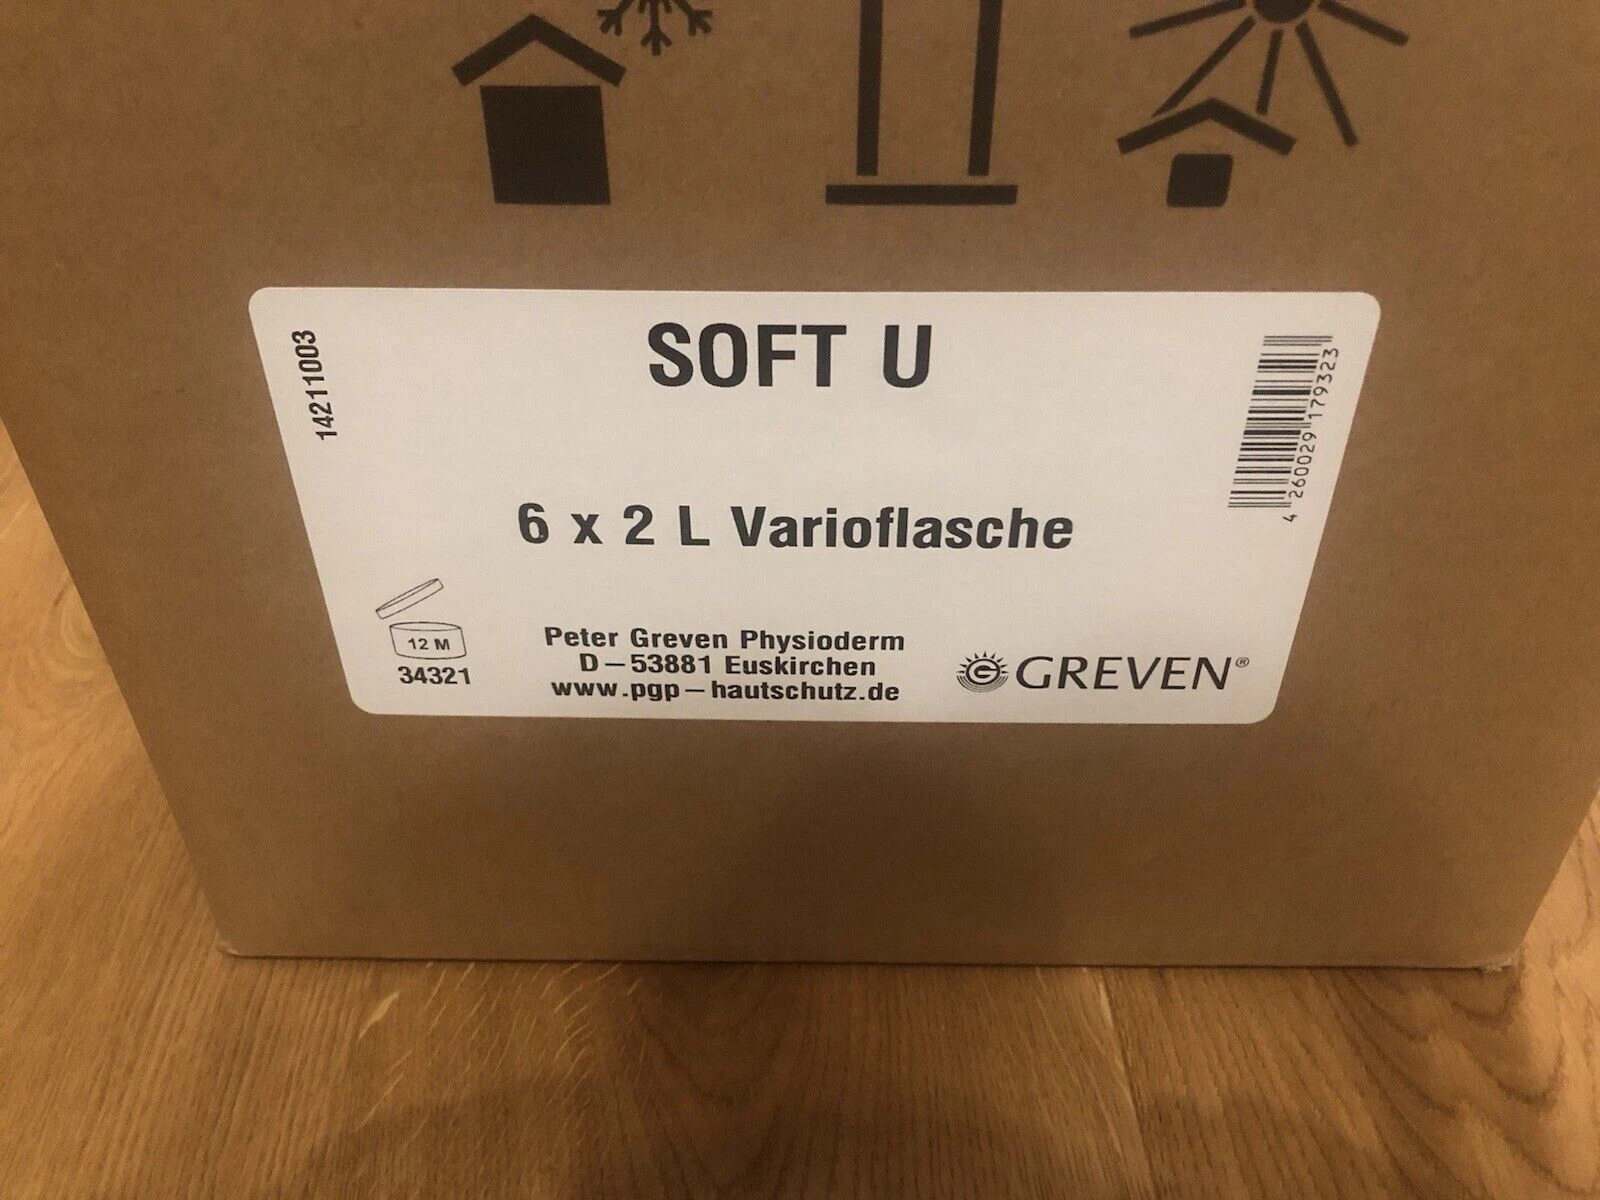 14211003
SOFT U
4 260029 179323
6 x 2 L Varioflasche
12 M
34321
Peter Greven Physioderm
D–53881 Euskirchen
www.pgp–hautschutz.de
GREVEN®